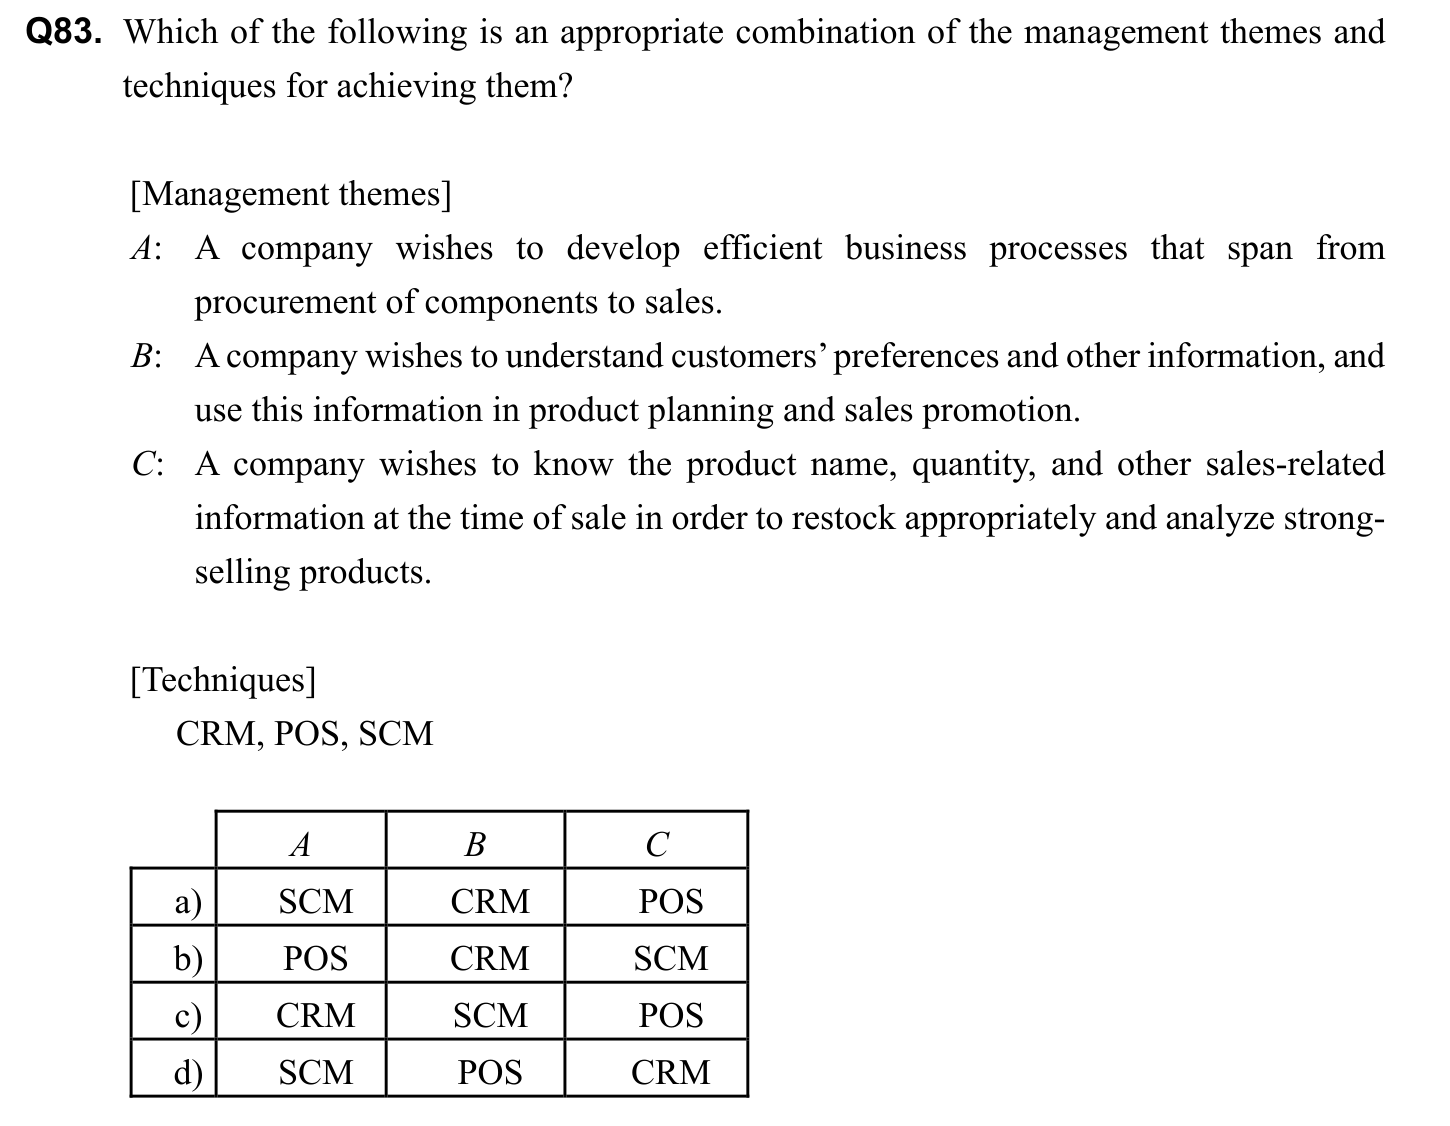 Q83. Which of the following is an appropriate combination of the management themes and
techniques for achieving them?
[Management themes]
A: A company wishes to develop efficient business processes that span from
procurement of components to sales.
B: A company wishes to understand customers’ preferences and other information, and
use this information in product planning and sales promotion.
C: A company wishes to know the product name, quantity, and other sales-related
information at the time of sale in order to restock appropriately and analyze strong-
selling products.
[Techniques]
CRM, POS, SCM
A B C
a) SCM CRM POS
b) POS CRM SCM
c) CRM SCM POS
d) SCM POS CRM